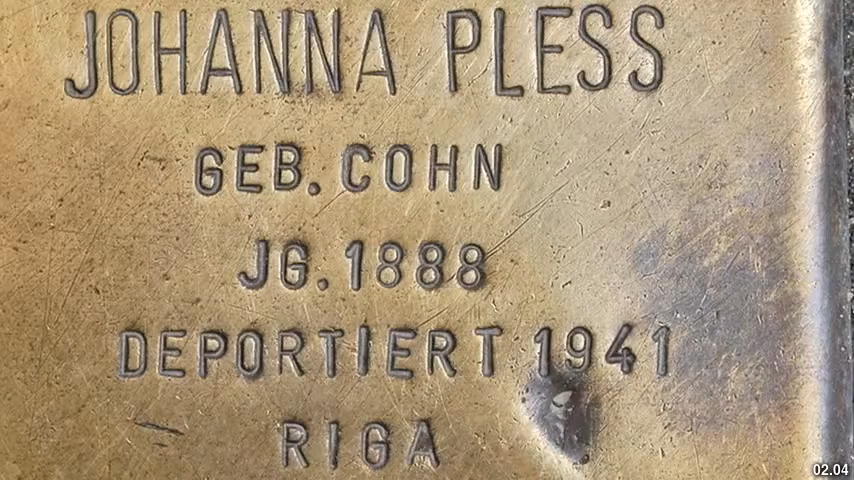 JOHANNA PLESS
GEB. COHN
JG. 1888
DEPORTIERT 1941
RIGA
02.04